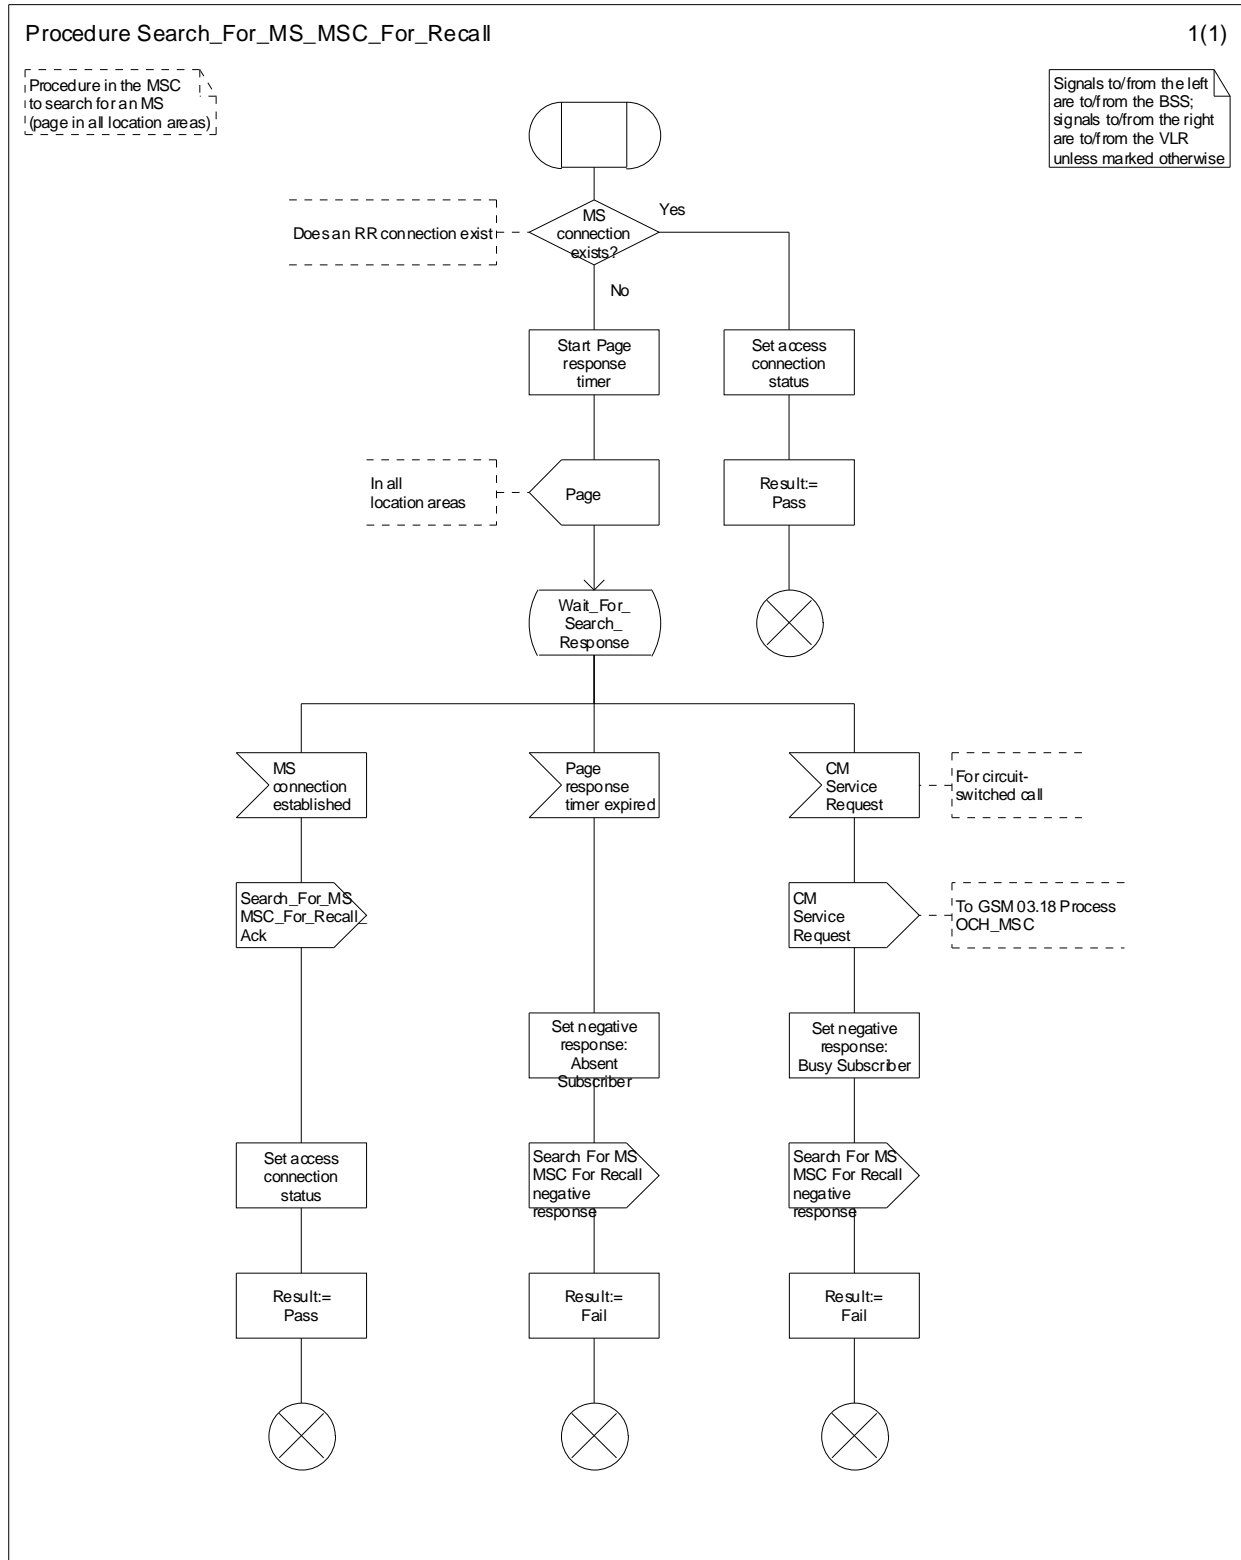 Procedure Search_For_MS_MSC_For_Recall
1(1)
Procedure in the MSC
to search for an MS
(page in all location areas)
Signals to/from the left
are to/from the BSS;
signals to/from the right
are to/from the VLR
unless marked otherwise
Does an RR connection exist
MS
connection
exists?
Yes
No
Start Page
response
timer
Set access
connection
status
In all
location areas
Page
Result:=
Pass
Wait_For_
Search_
Response
MS
connection
established
Page
response
timer expired
CM
Service
Request
For circuit-
switched call
Search_For_MS
MSC_For_Recall_
Ack
CM
Service
Request
To GSM 03.18 Process
OCH_MSC
Set negative
response:
Absent
Subscriber
Set negative
response:
Busy Subscriber
Set access
connection
status
Search For MS
MSC For Recall
negative
response
Search For MS
MSC For Recall
negative
response
Result:=
Pass
Result:=
Fail
Result:=
Fail